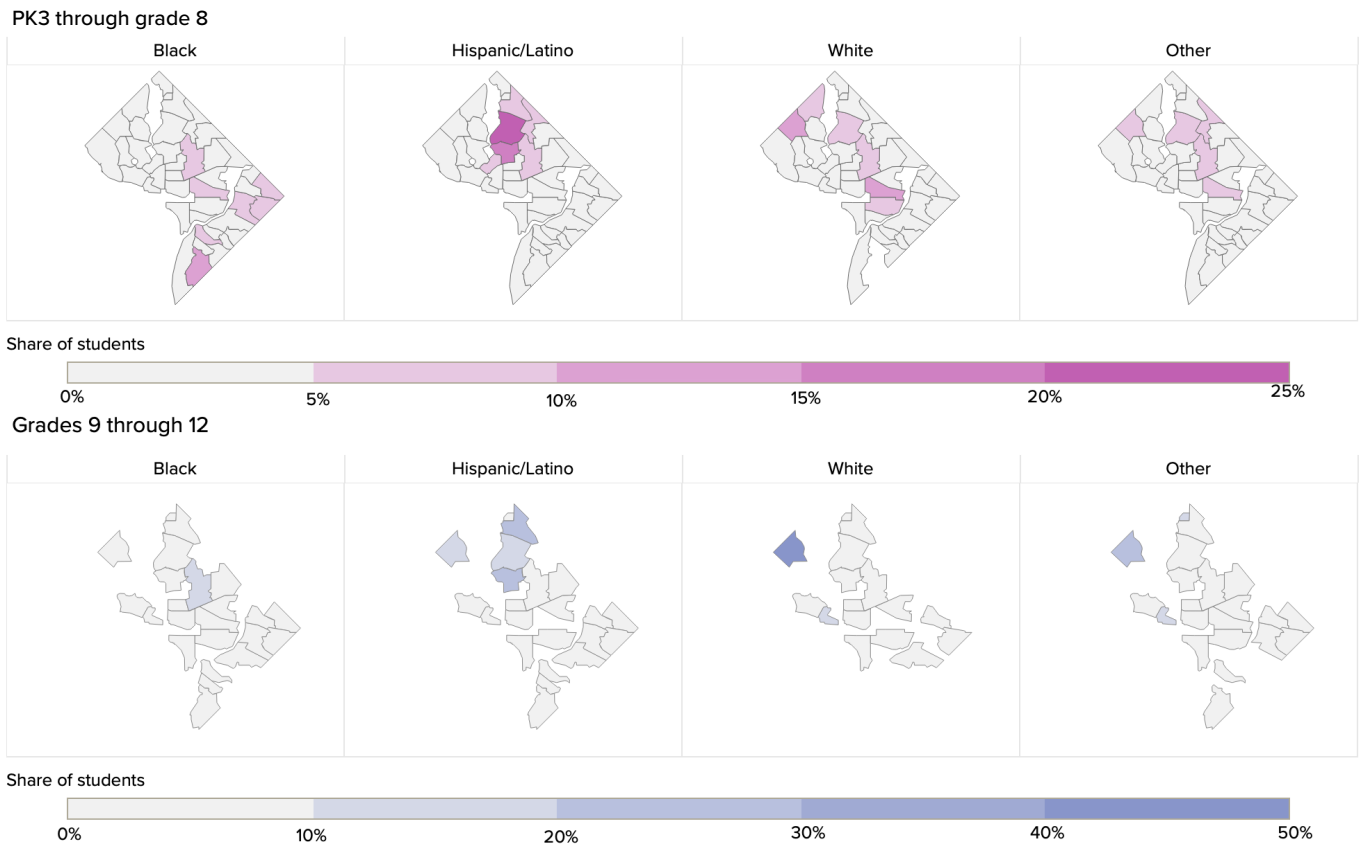 PK3 through grade 8
Black Hispanic/Latino White Other
Share of students
0% 5% 10% 15% 20% 25%
Grades 9 through 12
Black Hispanic/Latino White Other
Share of students
0% 10% 20% 30% 40% 50%